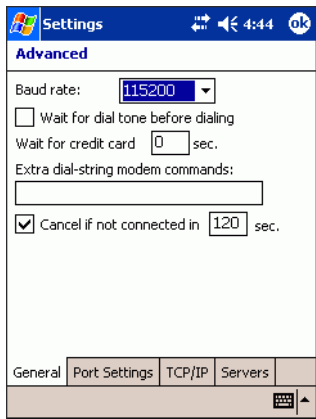 Settings 4:44 ok
Advanced
Baud rate: 115200
Wait for dial tone before dialing
Wait for credit card 0 sec.
Extra dial-string modem commands:
Cancel if not connected in 120 sec.
General Port Settings TCP/IP Servers